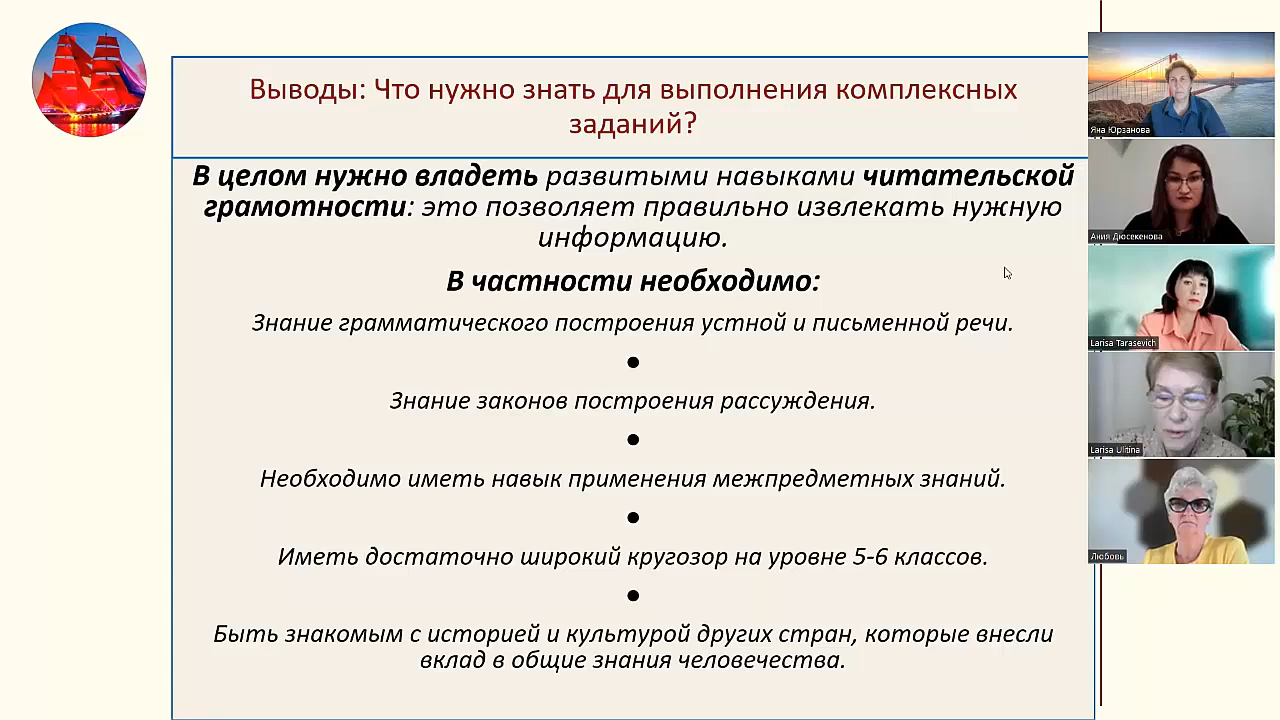 Выводы: Что нужно знать для выполнения комплексных
заданий?
В целом нужно владеть развитыми навыками читательской
грамотности: это позволяет правильно извлекать нужную
информацию.
В частности необходимо:
Знание грамматического построения устной и письменной речи.
•
Знание законов построения рассуждения.
•
Необходимо иметь навык применения межпредметных знаний.
•
Иметь достаточно широкий кругозор на уровне 5-6 классов.
•
Быть знакомым с историей и культурой других стран, которые внесли
вклад в общие знания человечества.
Яна Юрзанова
Ания Дюсекенова
Larisa Tarasevich
Larisa Ulitina
Любовь